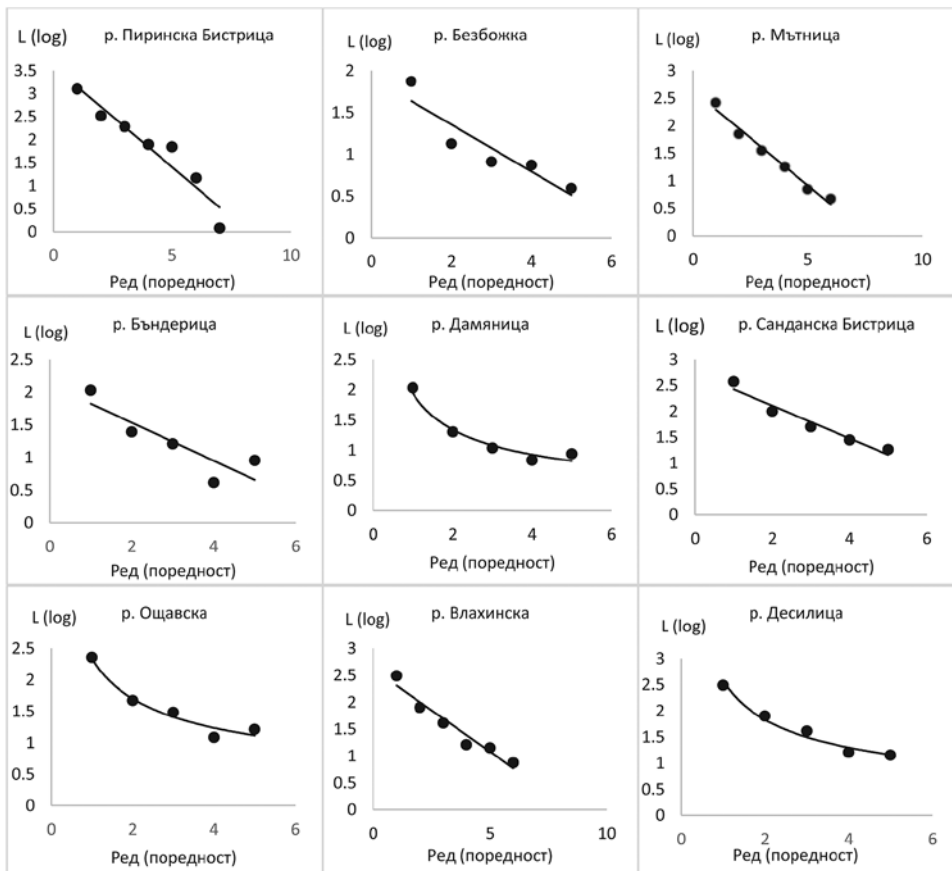 р. Пиринска Бистрица
L (log)
3.5
3
2.5
2
1.5
1
0.5
0
0 5 10
Ред (поредност)
р. Безбожка
L (log)
2
1.5
1
0.5
0
0 2 4 6
Ред (поредност)
р. Мътница
L (log)
3
2.5
2
1.5
1
0.5
0
0 5 10
Ред (поредност)
р. Бъндерица
L (log)
2.5
2
1.5
1
0.5
0
0 2 4 6
Ред (поредност)
р. Дамяница
L (log)
2.5
2
1.5
1
0.5
0
0 2 4 6
Ред (поредност)
р. Санданска Бистрица
L (log)
3
2.5
2
1.5
1
0.5
0
0 2 4 6
Ред (поредност)
р. Ощавска
L (log)
2.5
2
1.5
1
0.5
0
0 2 4 6
Ред (поредност)
р. Влахинска
L (log)
3
2.5
2
1.5
1
0.5
0
0 5 10
Ред (поредност)
р. Десилица
L (log)
3
2.5
2
1.5
1
0.5
0
0 2 4 6
Ред (поредност)